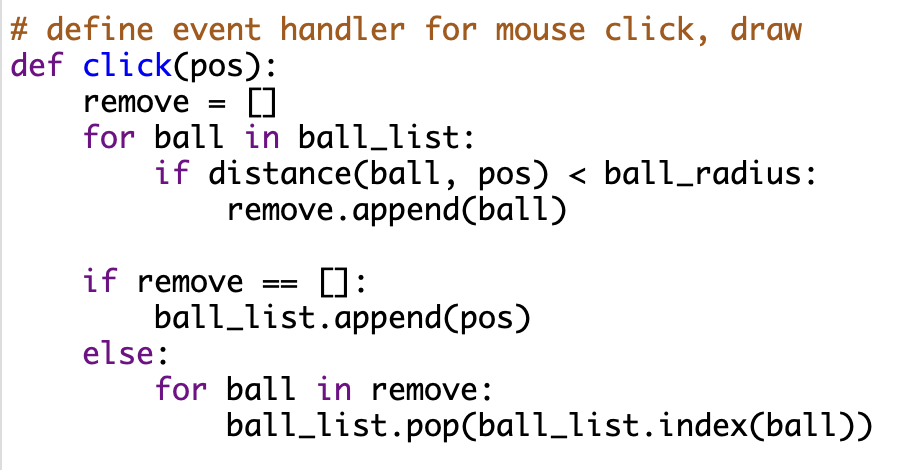 # define event handler for mouse click, draw
def click(pos):
    remove = []
    for ball in ball_list:
        if distance(ball, pos) < ball_radius:
            remove.append(ball)

    if remove == []:
        ball_list.append(pos)
    else:
        for ball in remove:
            ball_list.pop(ball_list.index(ball))